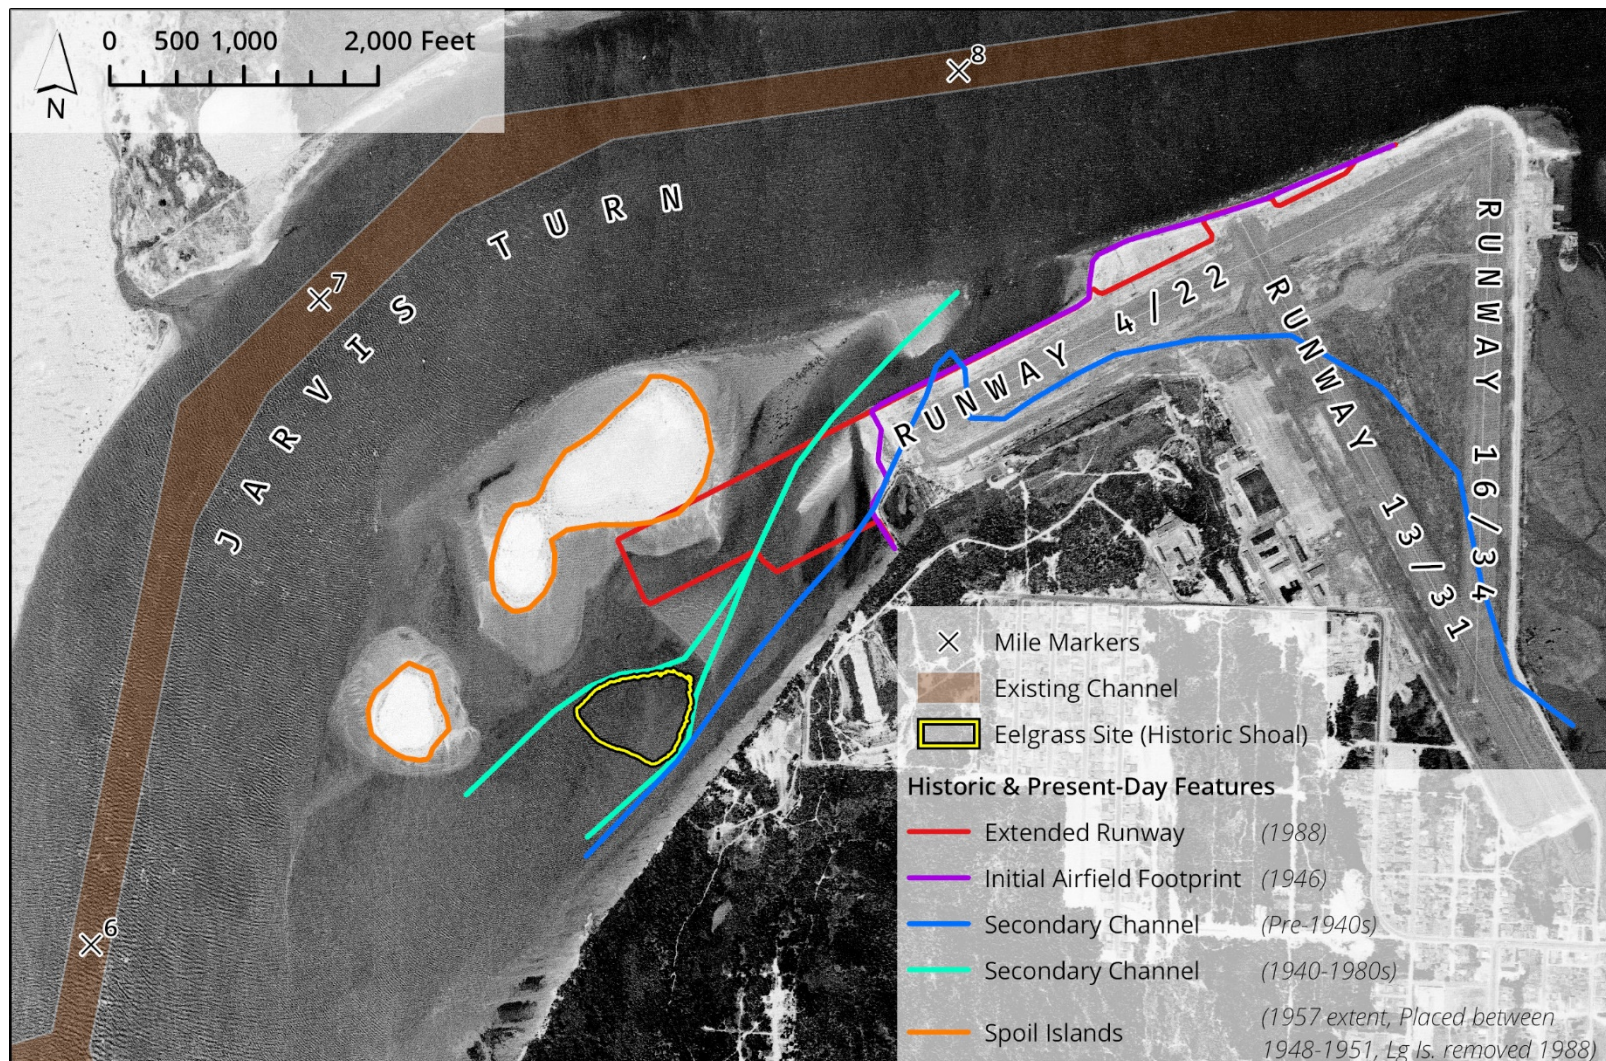 0 500 1,000 2,000 Feet
N
8
7
6
JARVIS TURN
RUNWAY 4/22
RUNWAY 13/31
RUNWAY 16/34
Mile Markers
Existing Channel
Eelgrass Site (Historic Shoal)
Historic & Present-Day Features
Extended Runway (1988)
Initial Airfield Footprint (1946)
Secondary Channel (Pre-1940s)
Secondary Channel (1940-1980s)
Spoil Islands (1957 extent, Placed between
1948-1951, Lg Is. removed 1988)